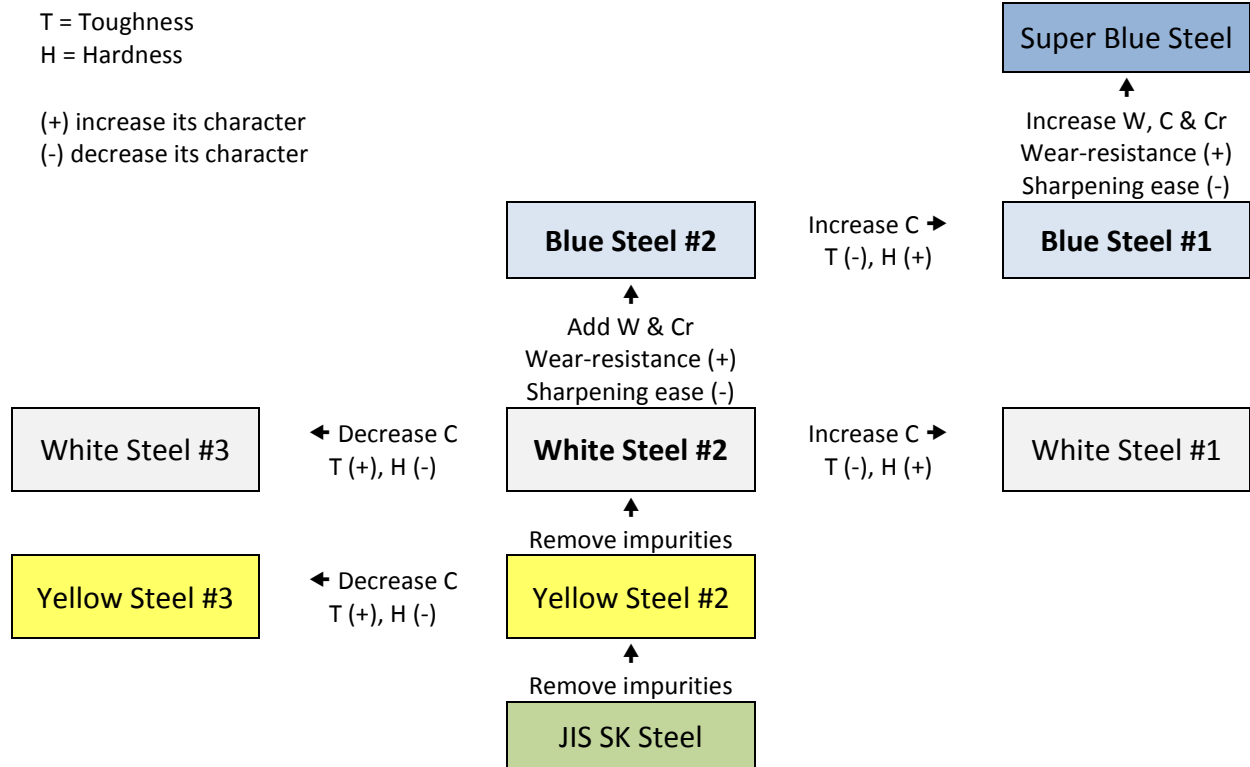 T = Toughness
H = Hardness
(+) increase its character
(-) decrease its character
Super Blue Steel
Increase W, C & Cr
Wear-resistance (+)
Sharpening ease (-)
Blue Steel #2
Increase C 🡺
T (-), H (+)
Blue Steel #1
Add W & Cr
Wear-resistance (+)
Sharpening ease (-)
White Steel #3
🡸 Decrease C
T (+), H (-)
White Steel #2
Increase C 🡺
T (-), H (+)
White Steel #1
Remove impurities
Yellow Steel #3
🡸 Decrease C
T (+), H (-)
Yellow Steel #2
Remove impurities
JIS SK Steel